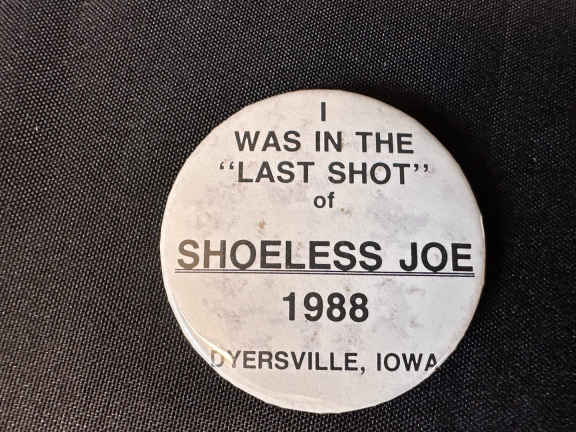 I
WAS IN THE
"LAST SHOT"
of
SHOELESS JOE
1988
DYERSVILLE, IOWA